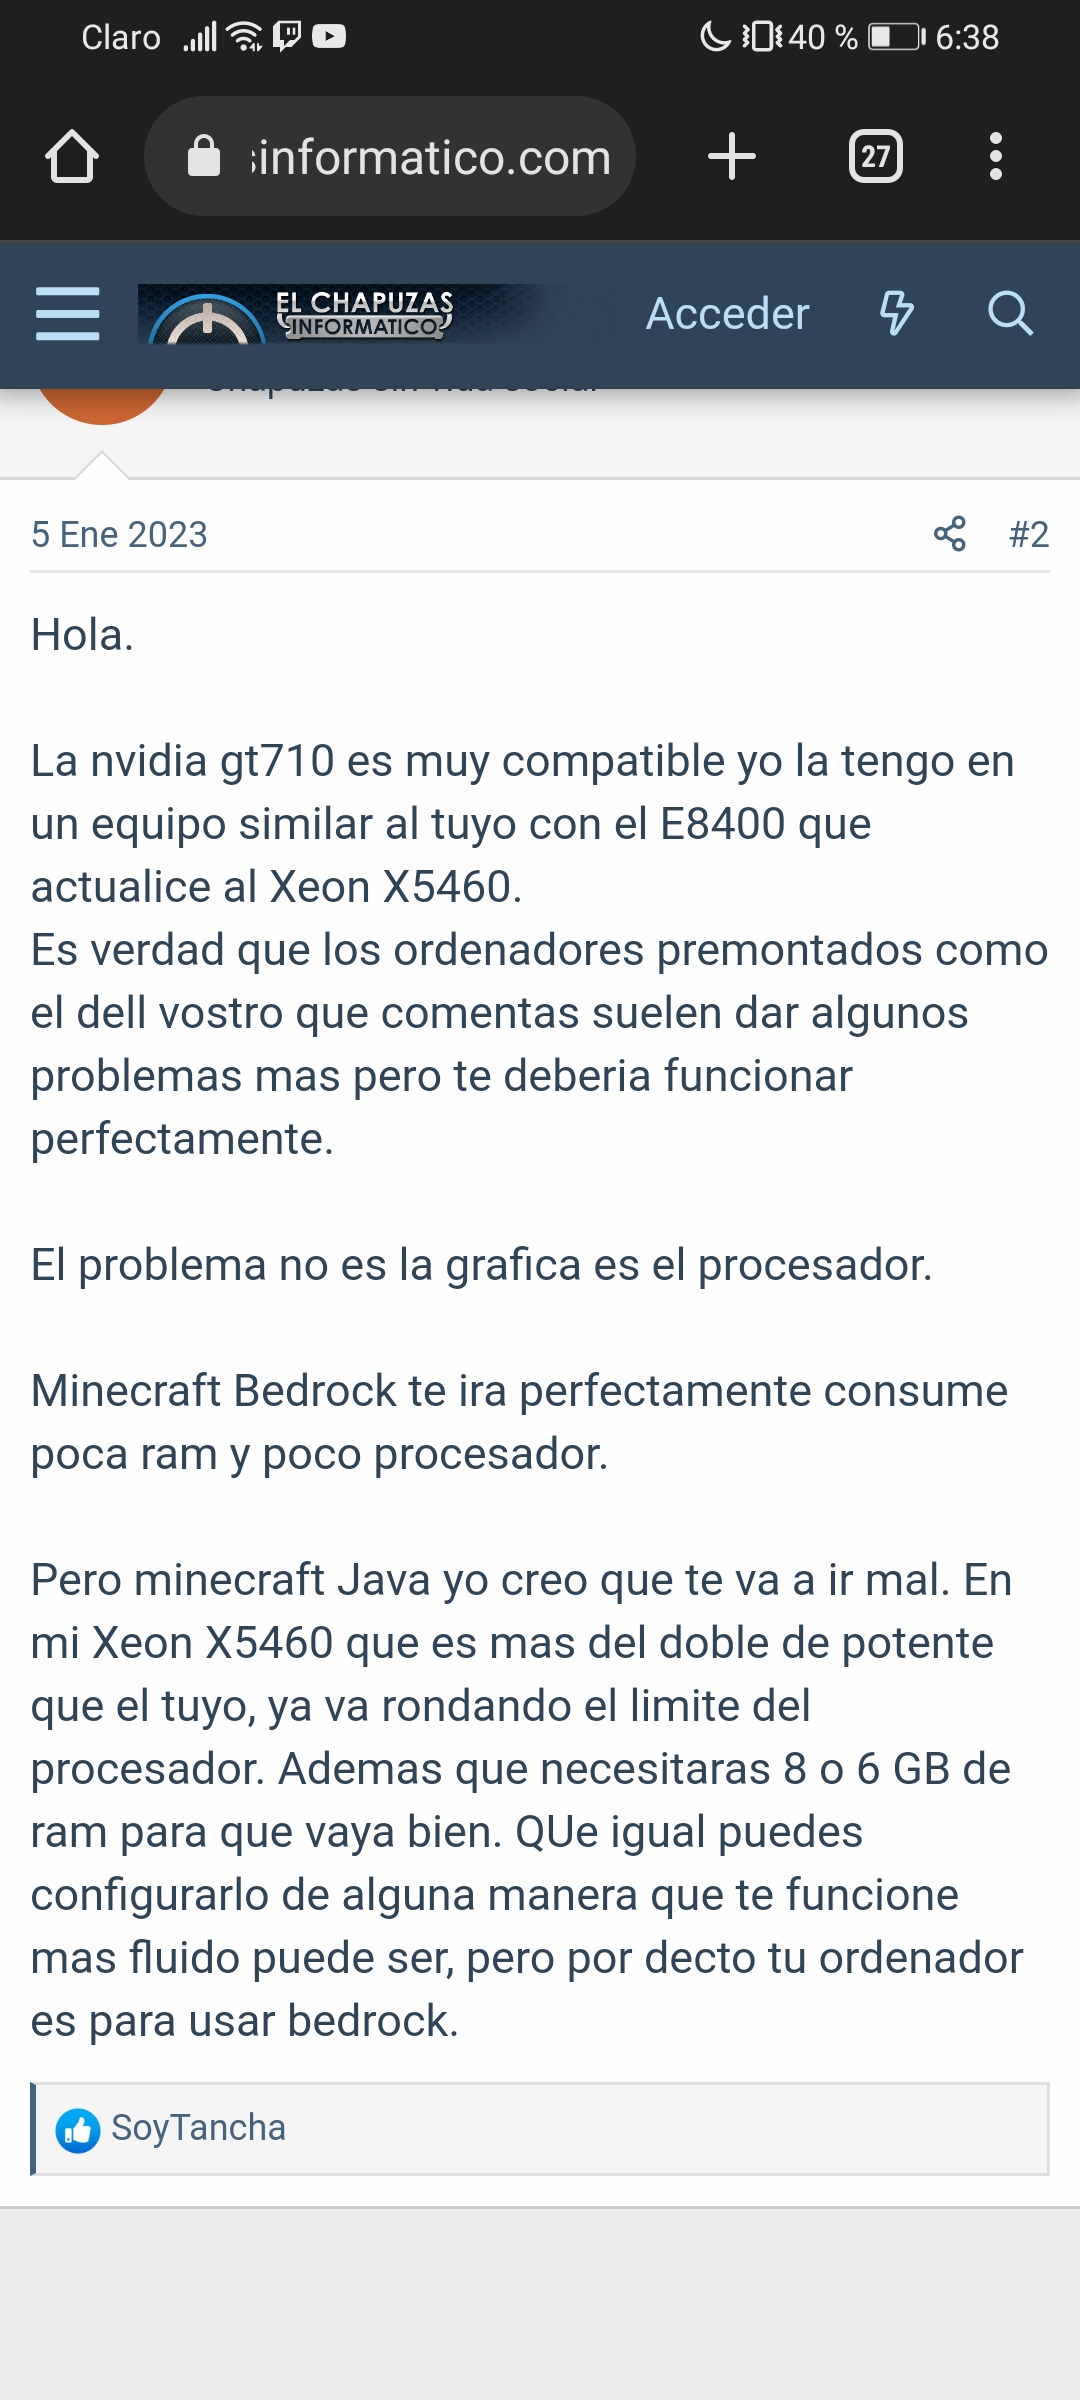 Claro 40 % 6:38
sinformatico.com 27
EL CHAPUZAS
INFORMATICO
Acceder
5 Ene 2023 #2
Hola.
La nvidia gt710 es muy compatible yo la tengo en
un equipo similar al tuyo con el E8400 que
actualice al Xeon X5460.
Es verdad que los ordenadores premontados como
el dell vostro que comentas suelen dar algunos
problemas mas pero te deberia funcionar
perfectamente.
El problema no es la grafica es el procesador.
Minecraft Bedrock te ira perfectamente consume
poca ram y poco procesador.
Pero minecraft Java yo creo que te va a ir mal. En
mi Xeon X5460 que es mas del doble de potente
que el tuyo, ya va rondando el limite del
procesador. Ademas que necesitaras 8 o 6 GB de
ram para que vaya bien. QUe igual puedes
configurarlo de alguna manera que te funcione
mas fluido puede ser, pero por decto tu ordenador
es para usar bedrock.
SoyTancha